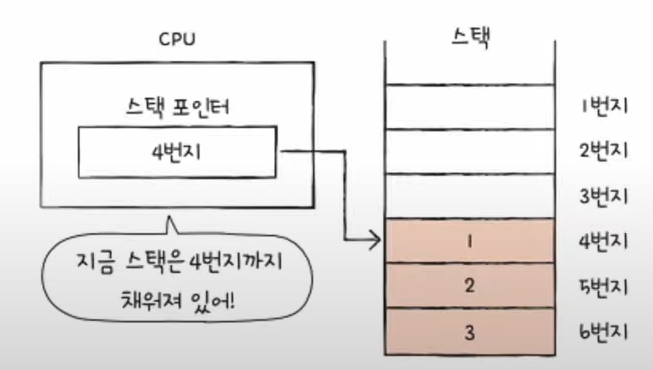 CPU
스택 포인터
4번지
지금 스택은 4번지까지
채워져 있어!
스택
1번지
2번지
3번지
1 4번지
2 5번지
3 6번지